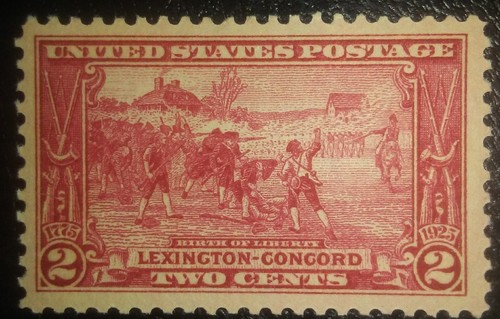 UNITED STATES POSTAGE
1775 1925
BIRTH OF LIBERTY
2 LEXINGTON-CONCORD 2
TWO CENTS